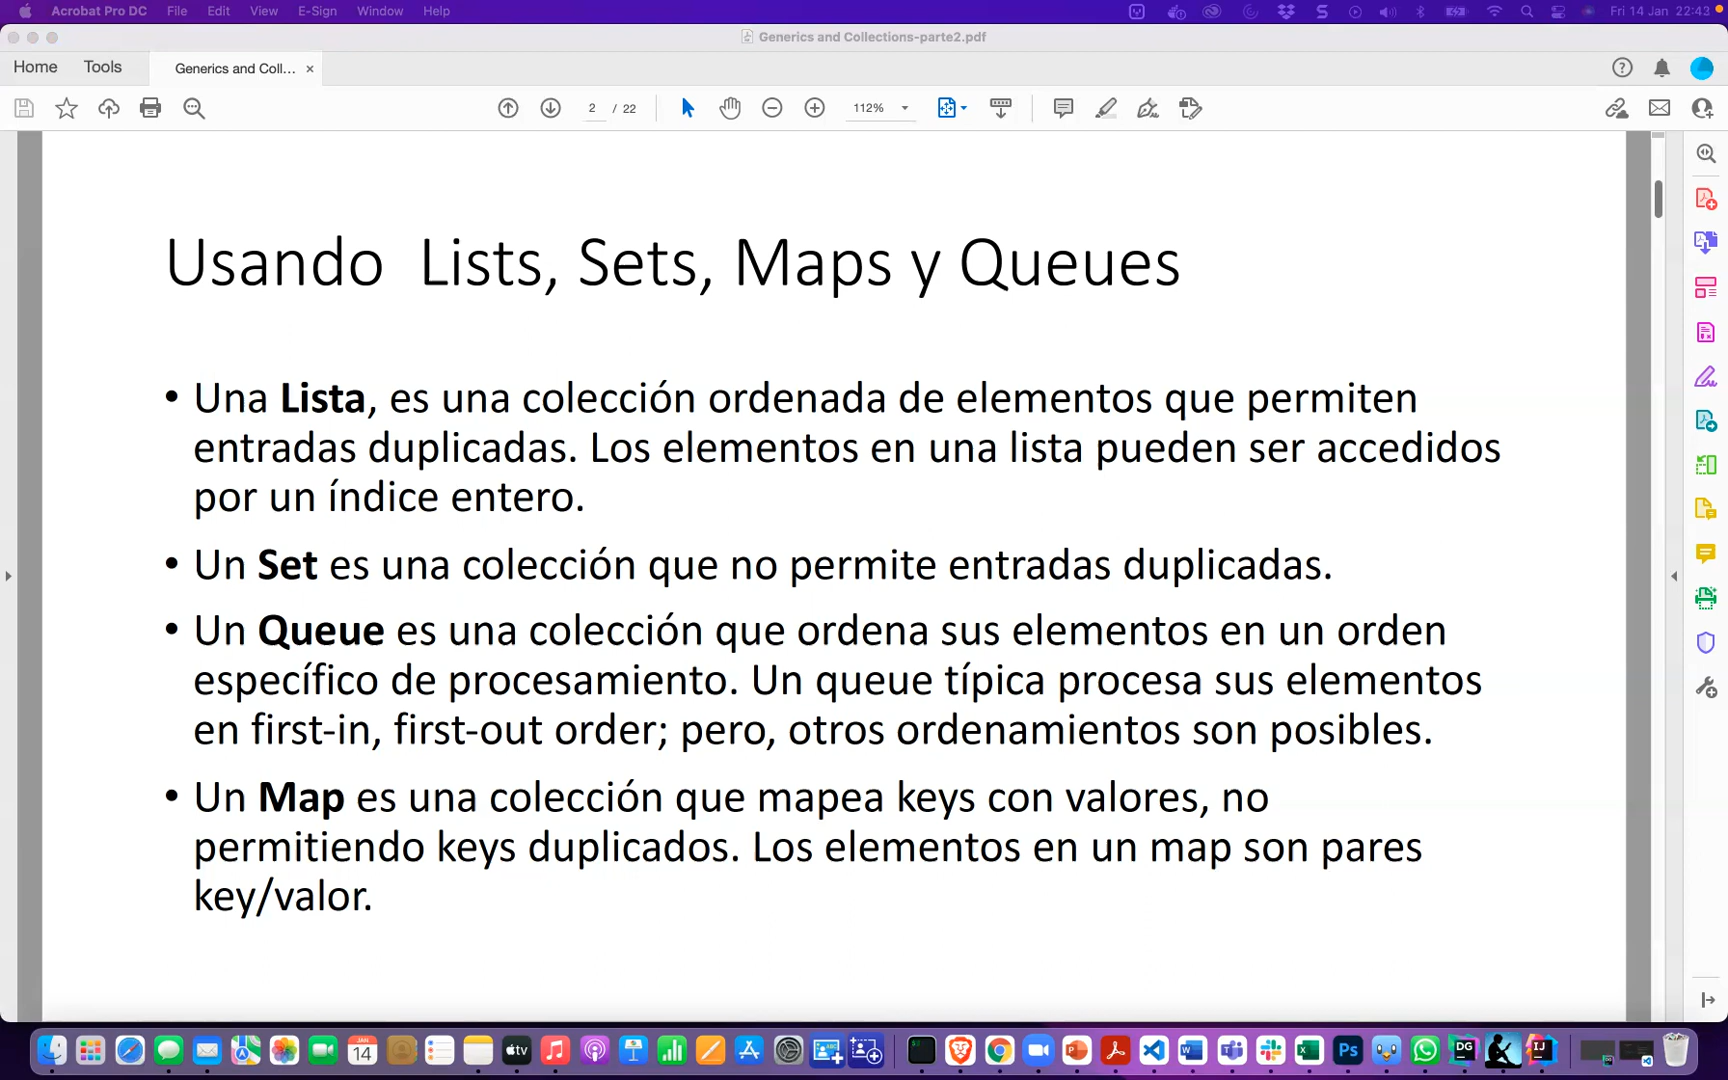 Acrobat Pro DC File Edit View E-Sign Window Help Fri 14 Jan 22:43
Generics and Collections-parte2.pdf
Home Tools Generics and Coll... ×
2 / 22 112%
Usando Lists, Sets, Maps y Queues
• Una Lista, es una colección ordenada de elementos que permiten
entradas duplicadas. Los elementos en una lista pueden ser accedidos
por un índice entero.
• Un Set es una colección que no permite entradas duplicadas.
• Un Queue es una colección que ordena sus elementos en un orden
específico de procesamiento. Un queue típica procesa sus elementos
en first-in, first-out order; pero, otros ordenamientos son posibles.
• Un Map es una colección que mapea keys con valores, no
permitiendo keys duplicados. Los elementos en un map son pares
key/valor.
JAN
14
tv
Ps
DG
IJ